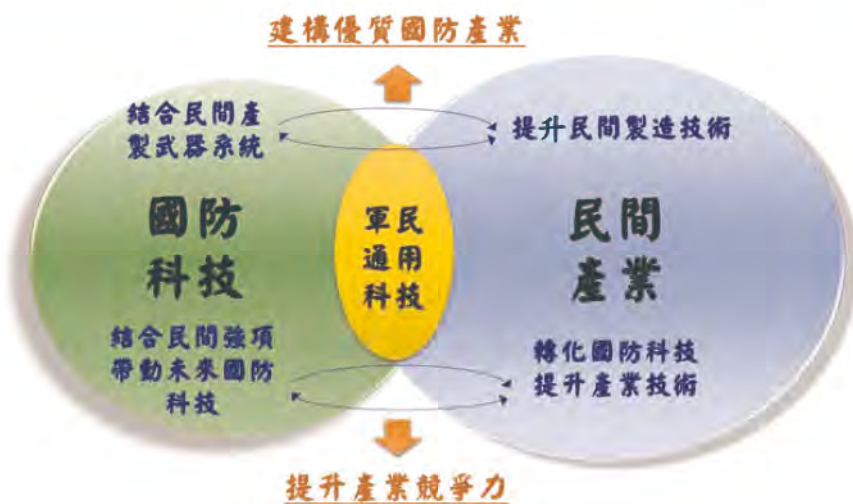 建構優質國防產業
結合民間產
製武器系統
提升民間製造技術
國防
科技
軍民
通用
科技
民間
產業
結合民間強項
帶動未來國防
科技
轉化國防科技
提升產業技術
提升產業競爭力